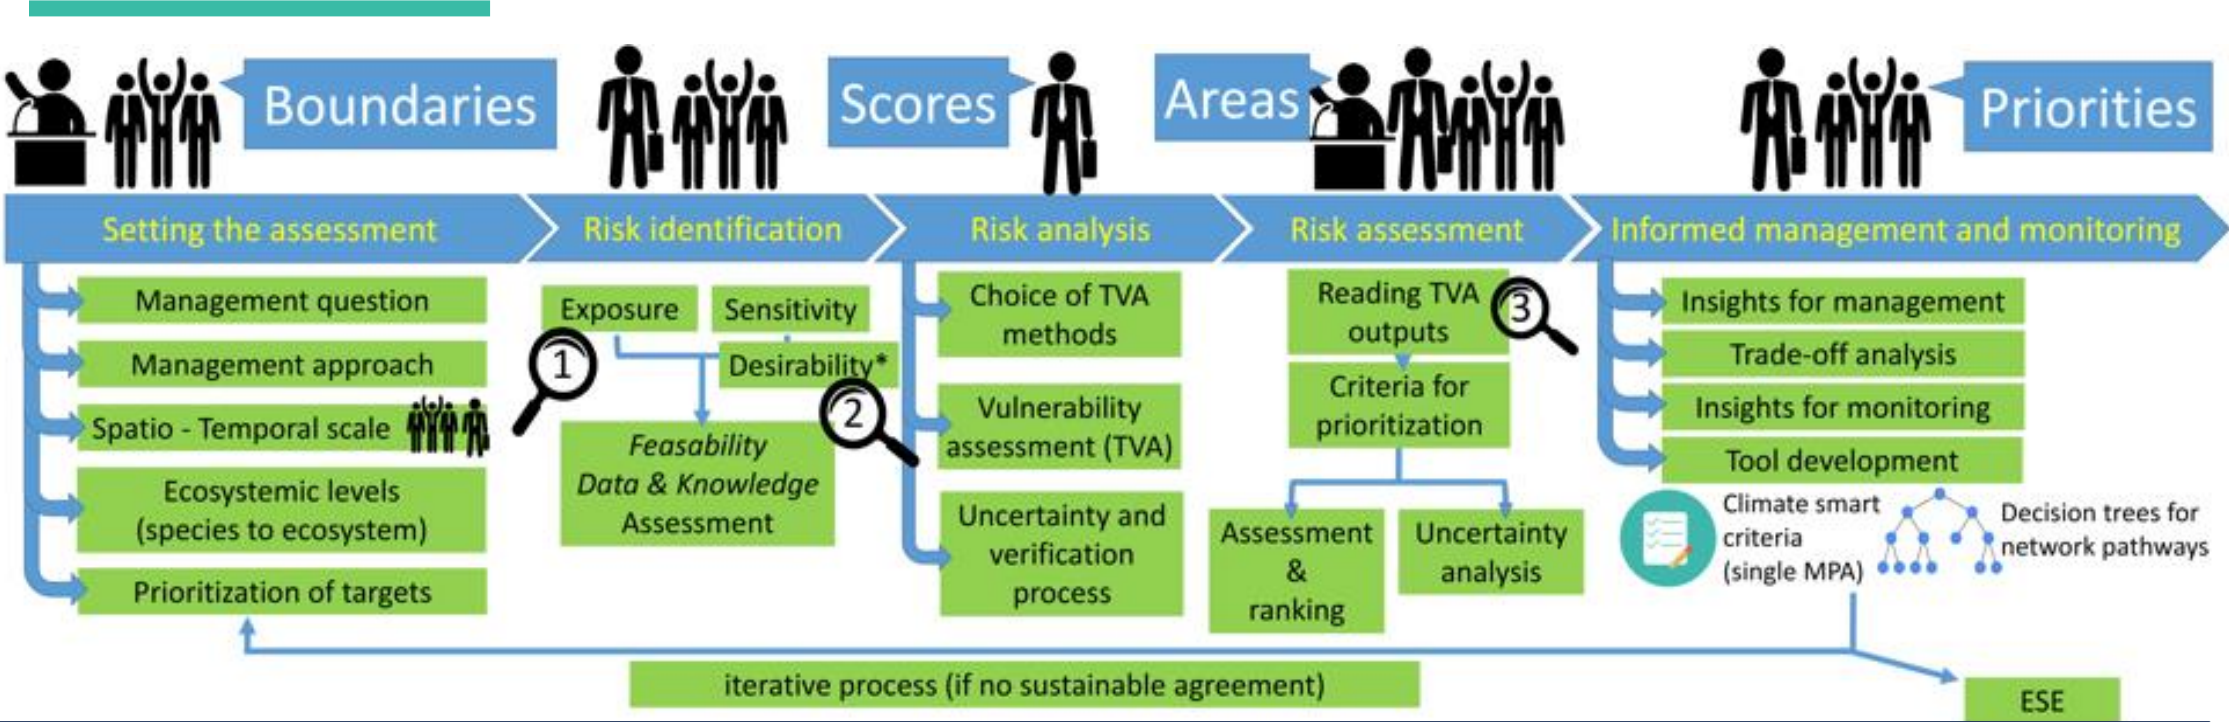 Boundaries
Scores
Areas
Priorities
Setting the assessment
Risk identification
Risk analysis
Risk assessment
Informed management and monitoring
Management question
Management approach
Spatio - Temporal scale
Ecosystemic levels
(species to ecosystem)
Prioritization of targets
Exposure
Sensitivity
1
Desirability*
2
Feasability
Data & Knowledge
Assessment
Choice of TVA
methods
Vulnerability
assessment (TVA)
Uncertainty and
verification
process
Reading TVA
outputs
3
Criteria for
prioritization
Assessment
&
ranking
Uncertainty
analysis
Insights for management
Trade-off analysis
Insights for monitoring
Tool development
Climate smart
criteria
(single MPA)
Decision trees for
network pathways
iterative process (if no sustainable agreement)
ESE